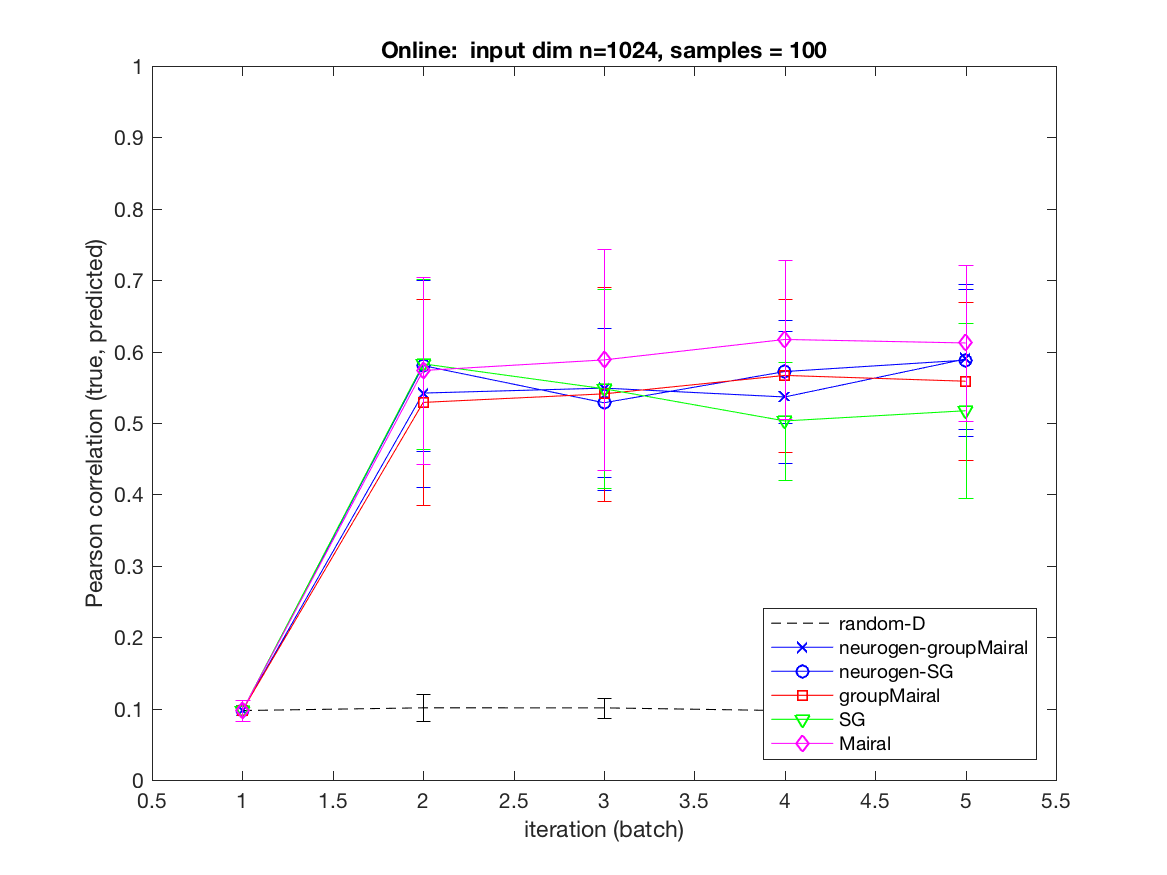 Online:  input dim n=1024, samples = 100
Pearson correlation (true, predicted)
1
0.9
0.8
0.7
0.6
0.5
0.4
0.3
0.2
0.1
0
random-D
neurogen-groupMairal
neurogen-SG
groupMairal
SG
Mairal
0.5 1 1.5 2 2.5 3 3.5 4 4.5 5 5.5
iteration (batch)